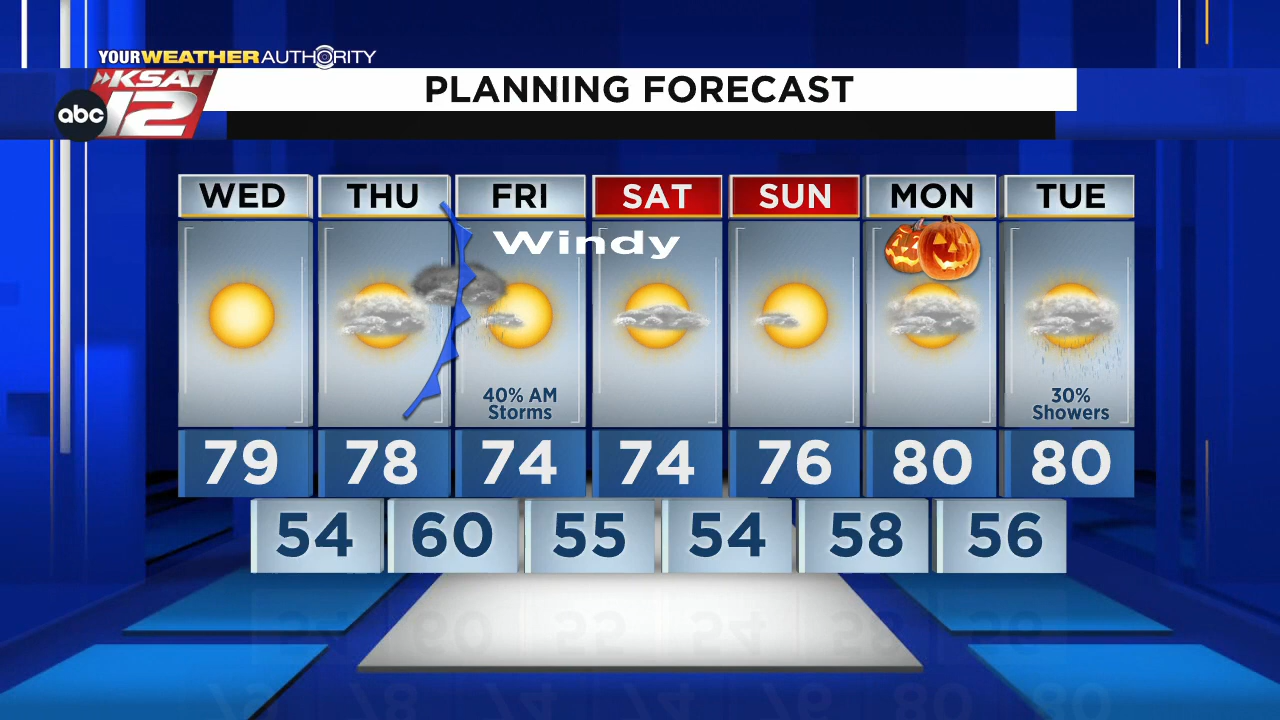 YOURWEATHERAUTHORITY
KSAT
abc 12
PLANNING FORECAST
WED THU FRI SAT SUN MON TUE
Windy
40% AM
Storms
30%
Showers
79 78 74 74 76 80 80
54 60 55 54 58 56